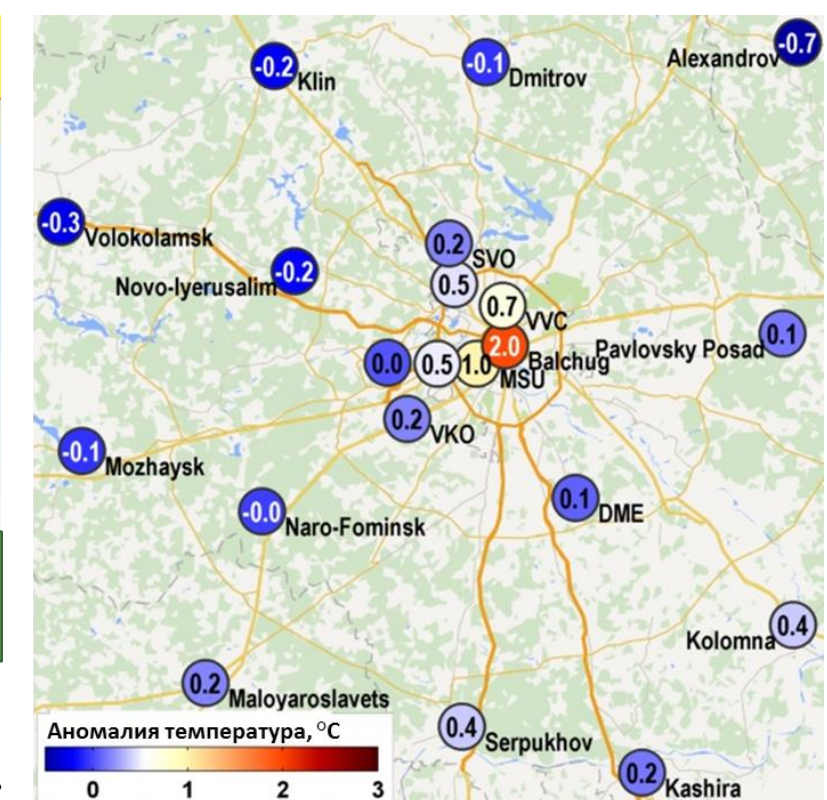 -0.2
Klin
-0.1
Dmitrov
Alexandrov
-0.7
-0.3
Volokolamsk
0.2
SVO
Novo-Iyerusalim
-0.2
0.5
0.7
VVC
0.0
0.5
1.0
MSU
2.0
Balchug
Pavlovsky Posad
0.1
0.2
VKO
-0.1
Mozhaysk
-0.0
Naro-Fominsk
0.1
DME
Kolomna
0.4
0.2
Maloyaroslavets
0.4
Serpukhov
0.2
Kashira
Аномалия температура, °C
0 1 2 3